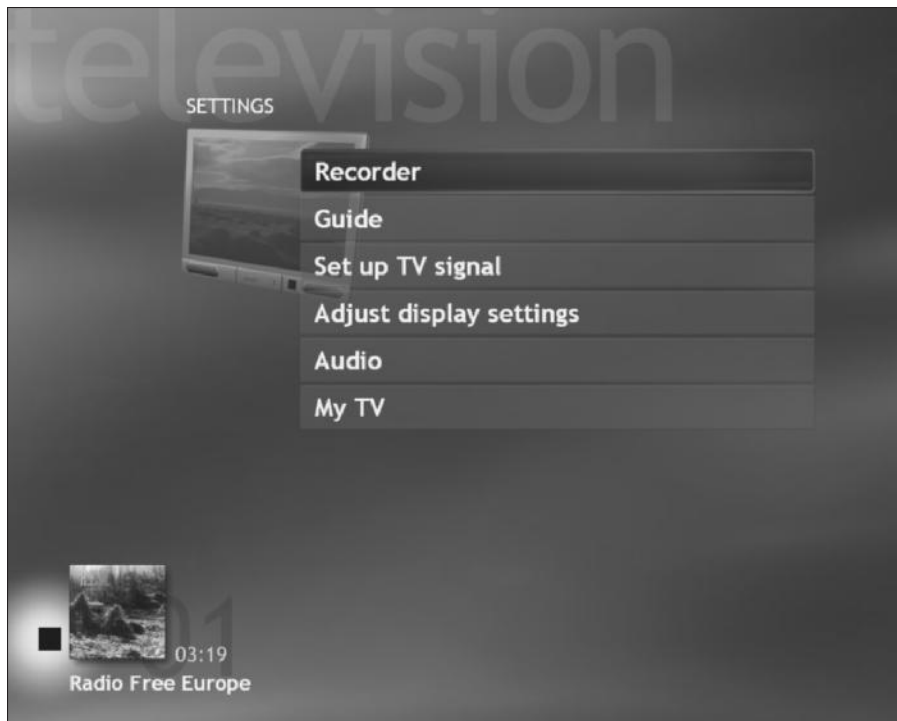 television
SETTINGS
Recorder
Guide
Set up TV signal
Adjust display settings
Audio
My TV
01
03:19
Radio Free Europe